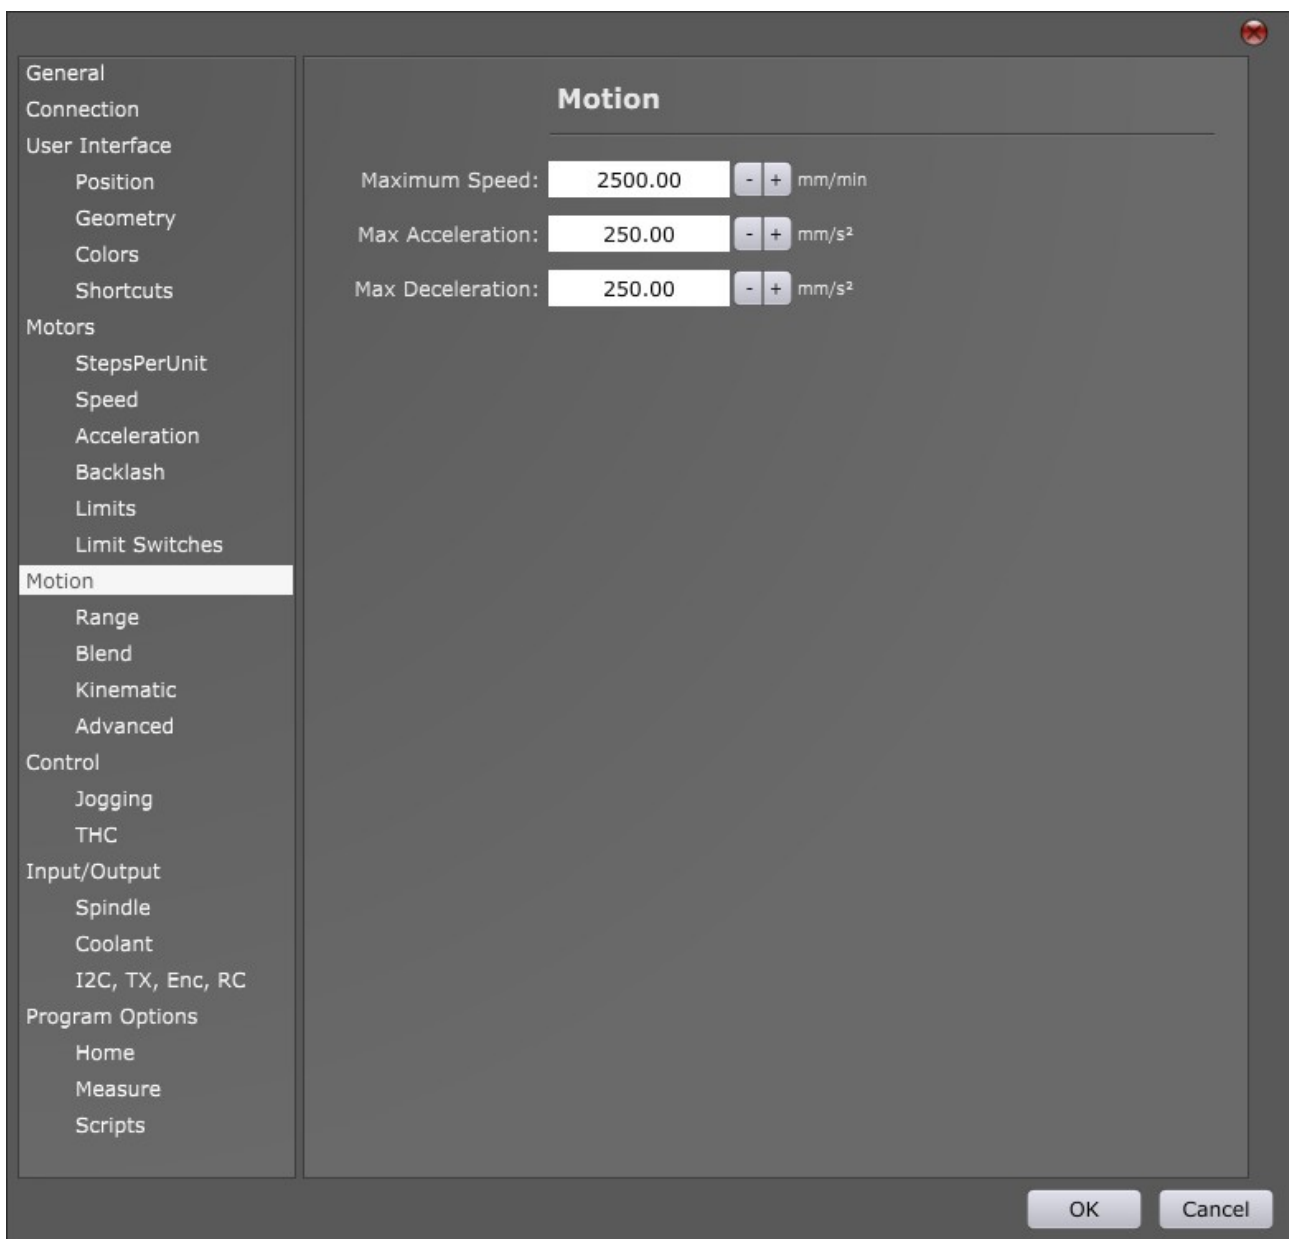 General
Connection
User Interface
Position
Geometry
Colors
Shortcuts
Motors
StepsPerUnit
Speed
Acceleration
Backlash
Limits
Limit Switches
Motion
Range
Blend
Kinematic
Advanced
Control
Jogging
THC
Input/Output
Spindle
Coolant
I2C, TX, Enc, RC
Program Options
Home
Measure
Scripts
Motion
Maximum Speed: 2500.00 - + mm/min
Max Acceleration: 250.00 - + mm/s²
Max Deceleration: 250.00 - + mm/s²
OK Cancel